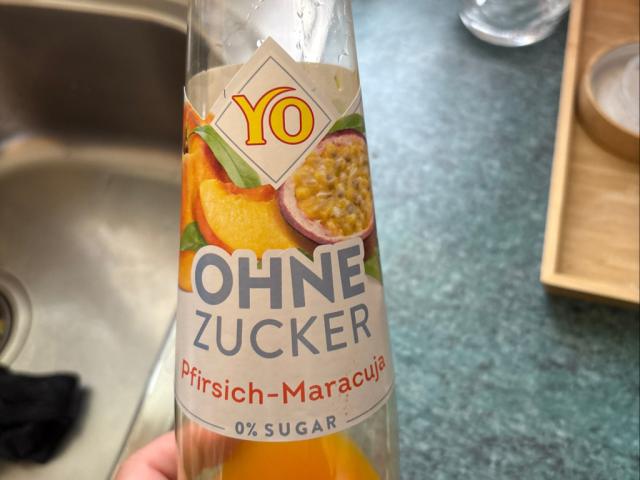 YO
OHNE
ZUCKER
Pfirsich-Maracuja
0% SUGAR